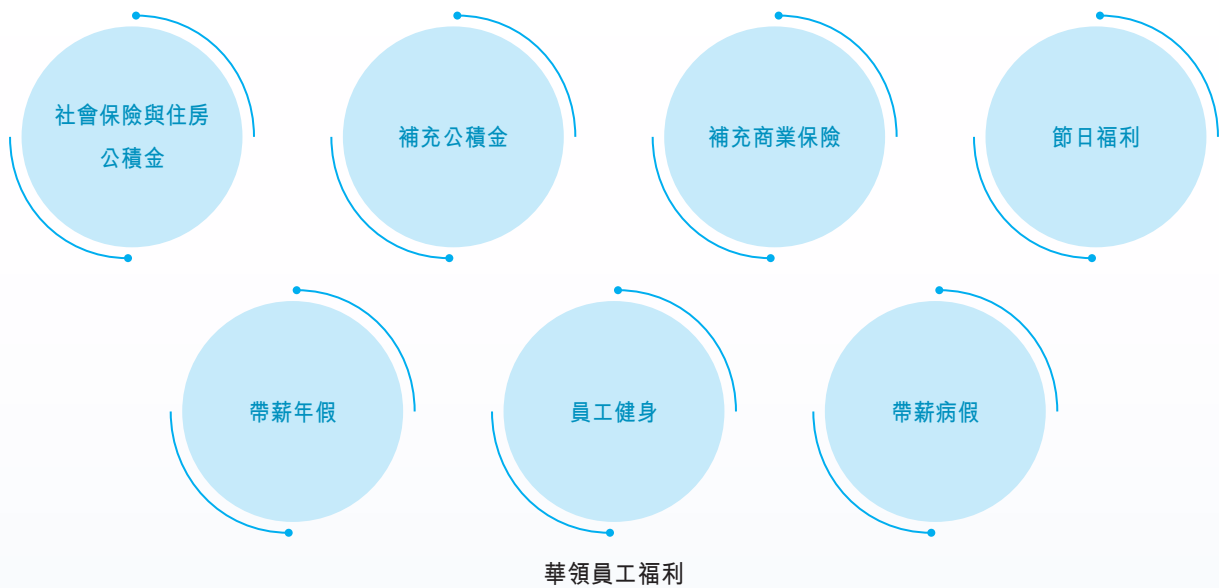 社會保險與住房
公積金
補充公積金
補充商業保險
節日福利
帶薪年假
員工健身
帶薪病假
華領員工福利